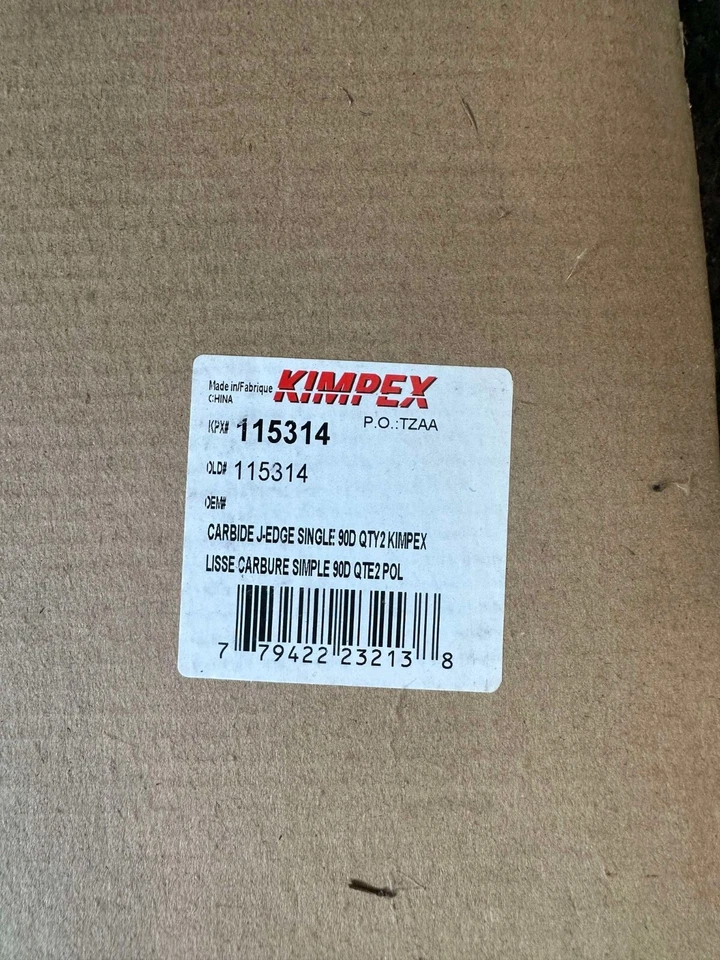 Made in/Fabrique
CHINA
KIMPEX
KPX# 115314
P.O.:TZAA
OLD# 115314
OEM#
CARBIDE J-EDGE SINGLE 90D QTY2 KIMPEX
LISSE CARBURE SIMPLE 90D QTE2 POL
7 79422 23213 8